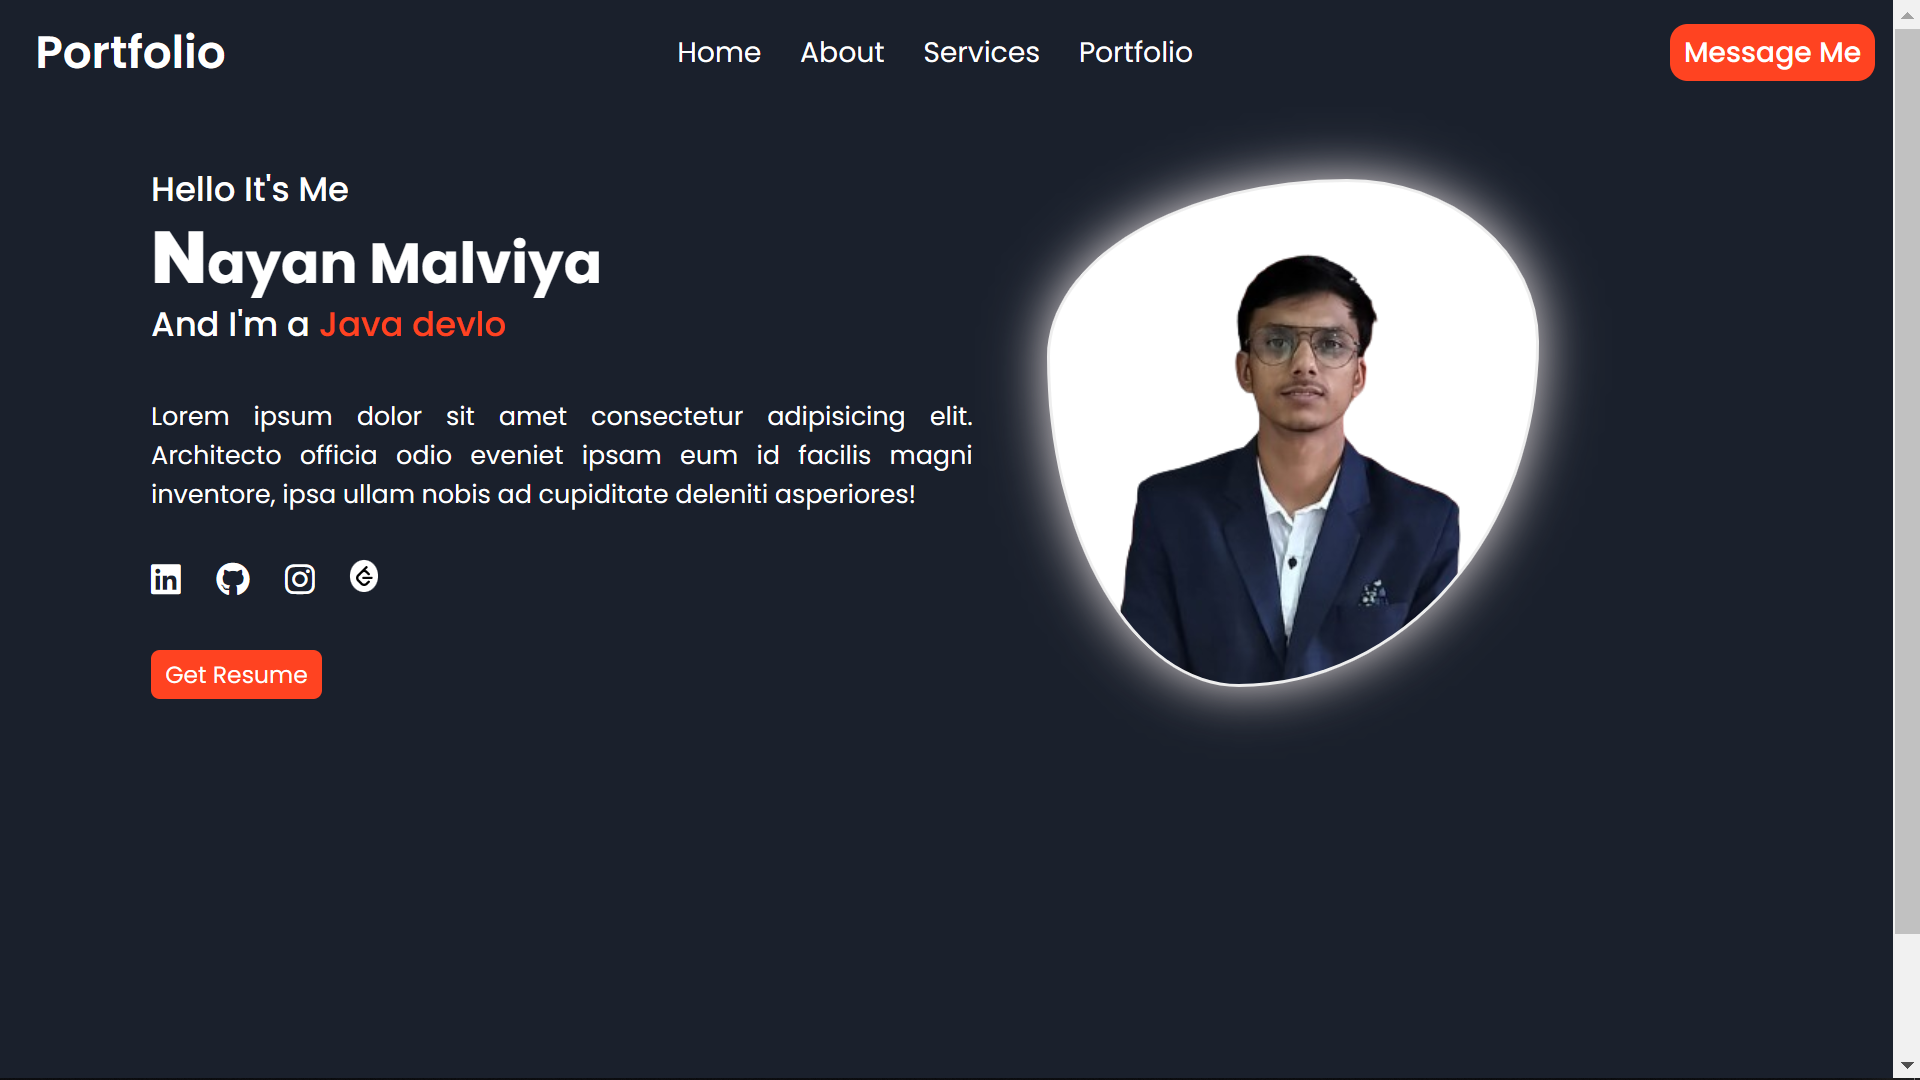 Portfolio
Home About Services Portfolio
Message Me
Hello It's Me
Nayan Malviya
And I'm a Java devlo
Lorem ipsum dolor sit amet consectetur adipisicing elit.
Architecto officia odio eveniet ipsam eum id facilis magni
inventore, ipsa ullam nobis ad cupiditate deleniti asperiores!
Get Resume